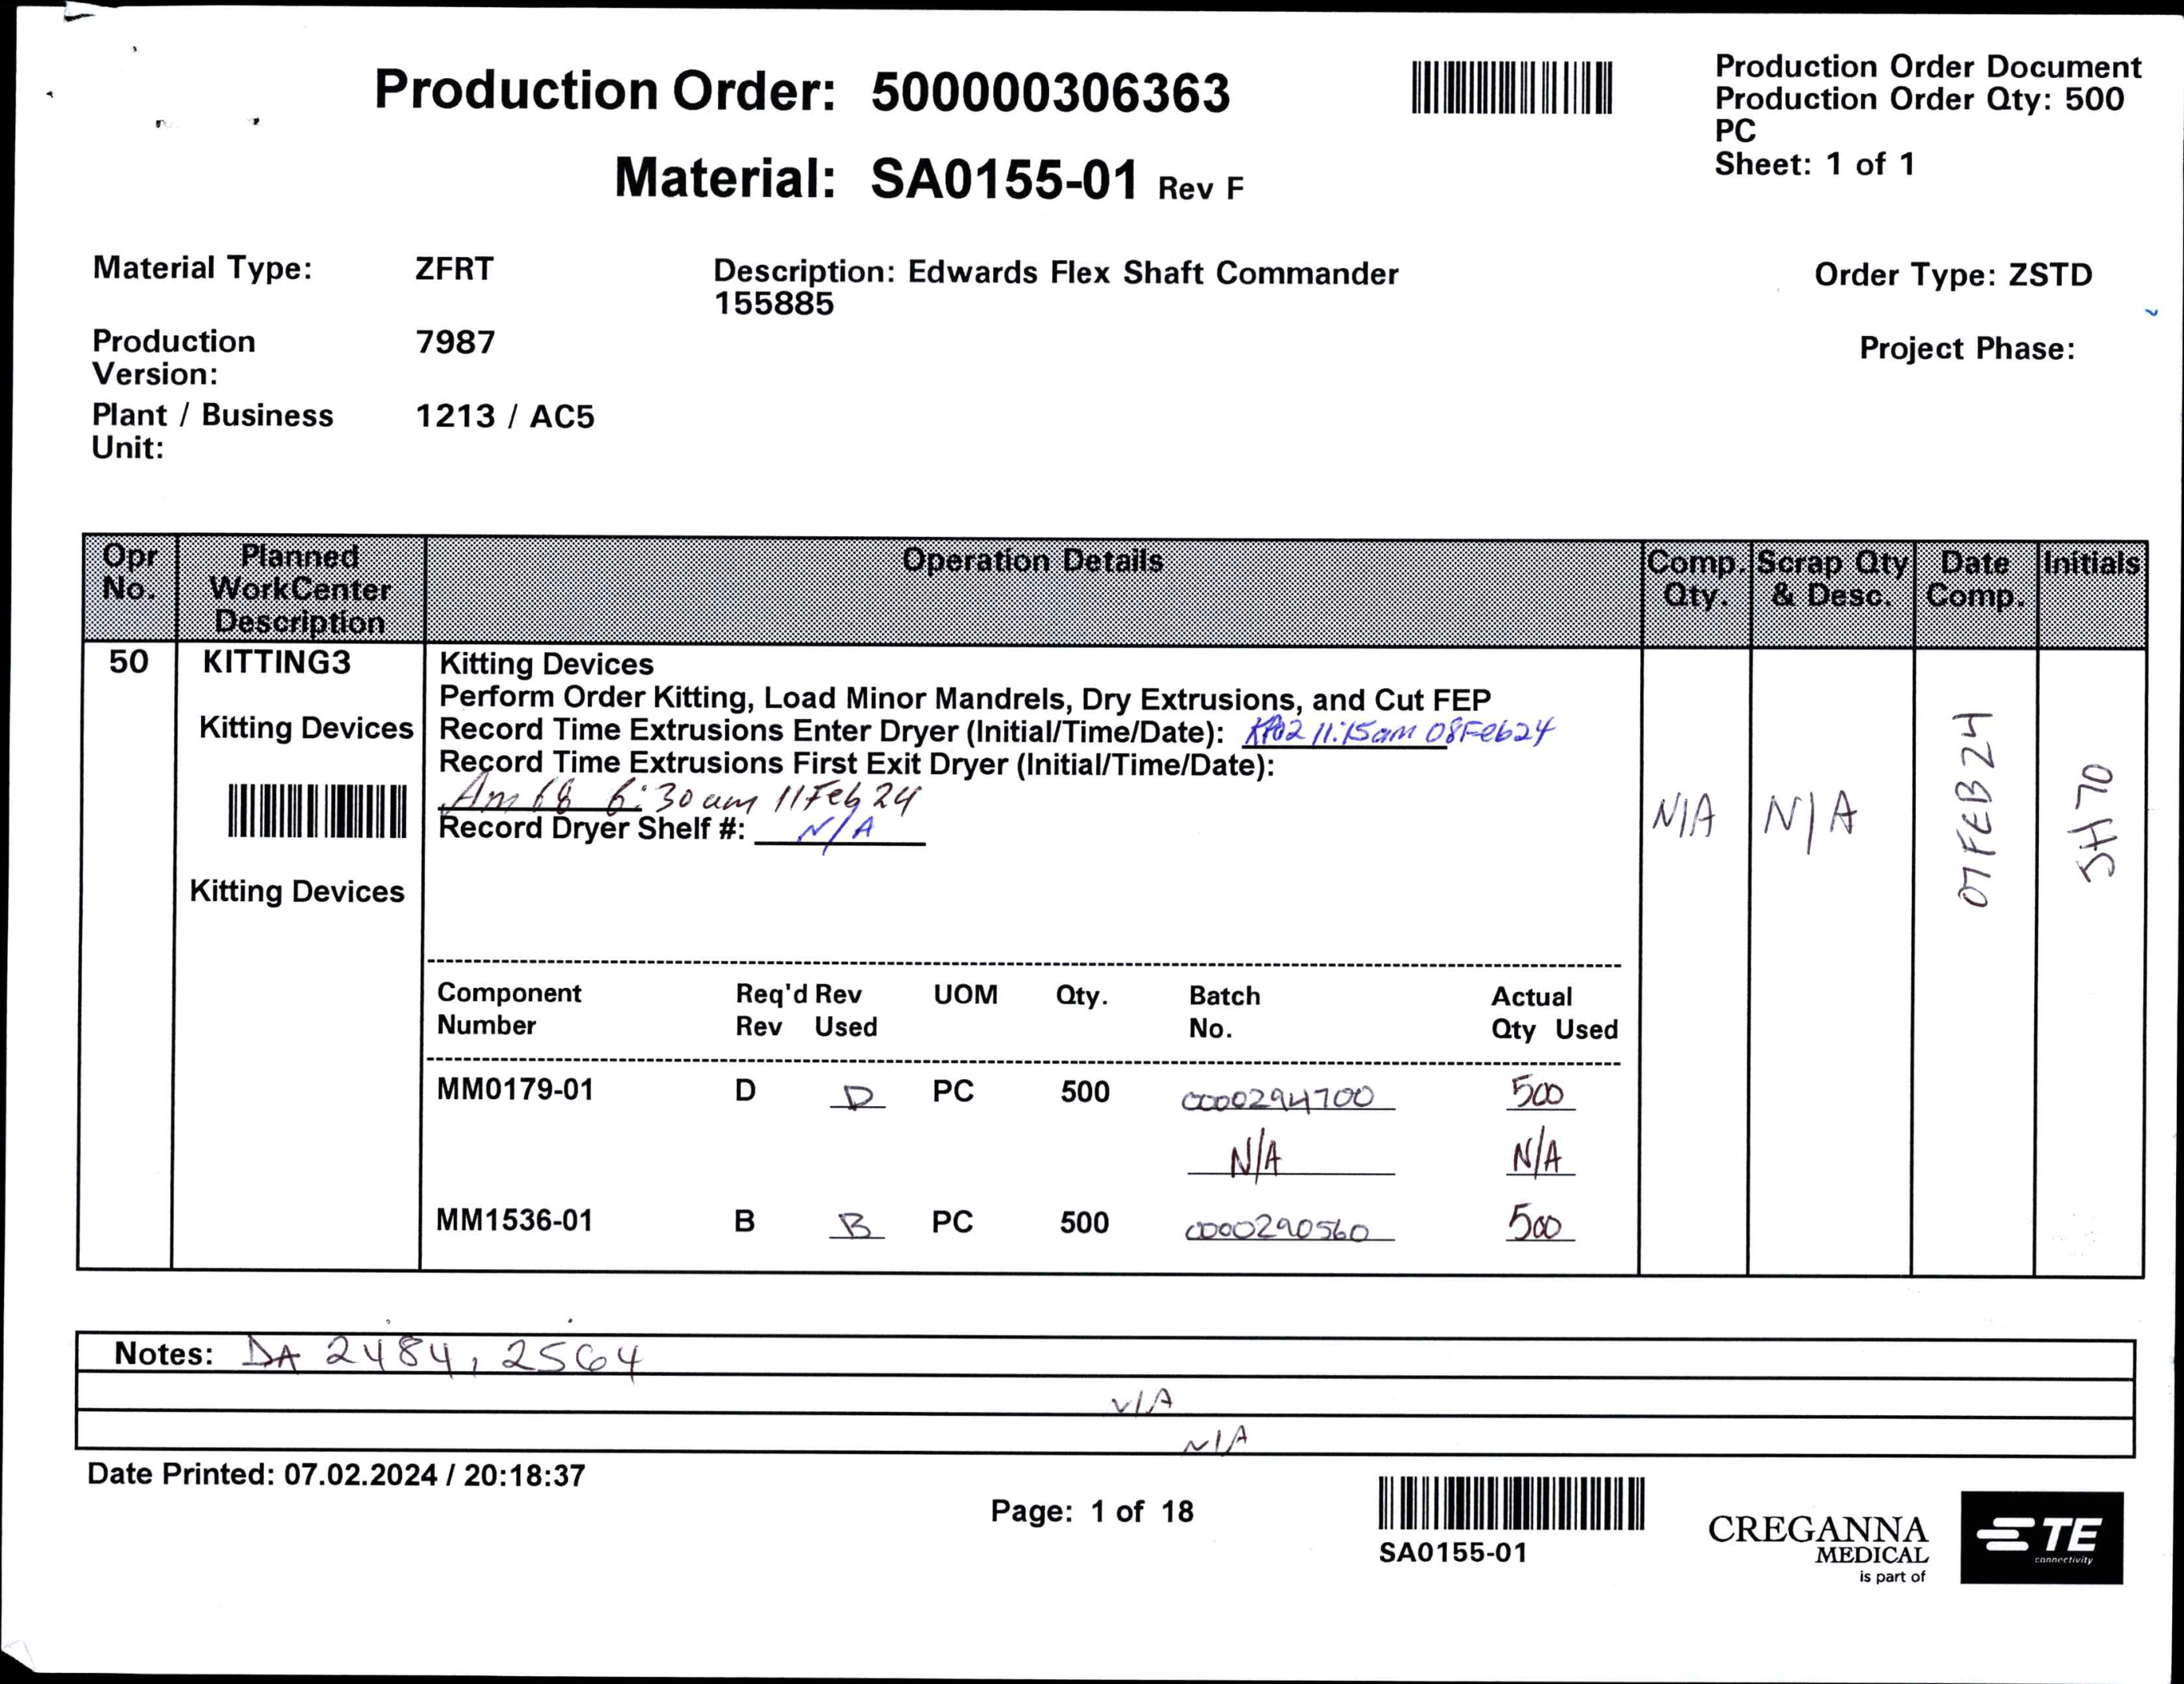 Production Order: 500000306363
Production Order Document
Production Order Qty: 500
PC
Sheet: 1 of 1
Material: SA0155-01 Rev F
Material Type: ZFRT
Description: Edwards Flex Shaft Commander
155885
Order Type: ZSTD
Production
Version: 7987
Project Phase:
Plant / Business
Unit: 1213 / AC5
Opr No. Planned WorkCenter Description Operation Details Comp. Qty. Scrap Qty & Desc. Date Comp. Initials
50 KITTING3 Kitting Devices
Perform Order Kitting, Load Minor Mandrels, Dry Extrusions, and Cut FEP
Kitting Devices Record Time Extrusions Enter Dryer (Initial/Time/Date): 11:15am 08Feb24
Record Time Extrusions First Exit Dryer (Initial/Time/Date):
Am 68 6:30am 11Feb24
Record Dryer Shelf #: N/A
N/A N/A 07FEB24
Kitting Devices
Component Number Req'd Rev Rev Used UOM Qty. Batch No. Actual Qty Used
MM0179-01 D D PC 500 0000294700 500
N/A N/A
MM1536-01 B B PC 500 0000290560 500
Notes: DA 2484, 2564
N/A
N/A
Date Printed: 07.02.2024 / 20:18:37
Page: 1 of 18
SA0155-01
CREGANNA
MEDICAL
is part of
TE
connectivity